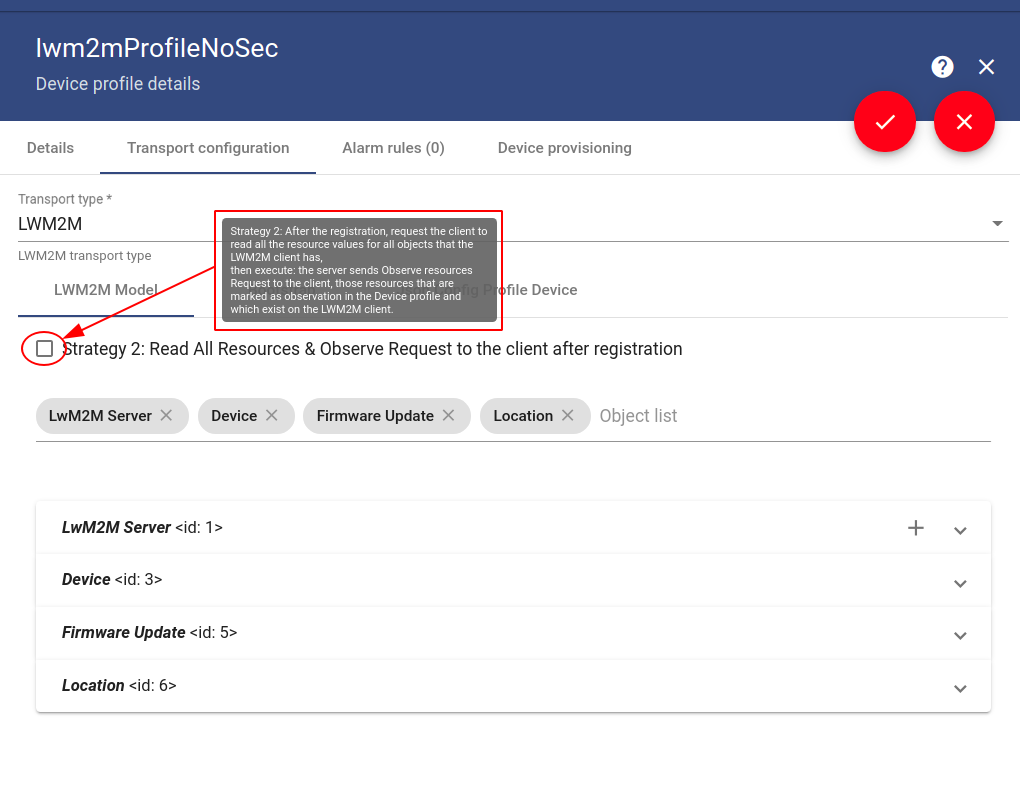 lwm2mProfileNoSec
Device profile details
?
Details
Transport configuration
Alarm rules (0)
Device provisioning
Transport type *
LWM2M
LWM2M transport type
Strategy 2: After the registration, request the client to
read all the resource values for all objects that the
LWM2M client has,
then execute: the server sends Observe resources
Request to the client, those resources that are
marked as observation in the Device profile and
which exist on the LWM2M client.
LWM2M Model
Config Profile Device
Strategy 2: Read All Resources & Observe Request to the client after registration
LwM2M Server
Device
Firmware Update
Location
Object list
LwM2M Server <id: 1>
Device <id: 3>
Firmware Update <id: 5>
Location <id: 6>